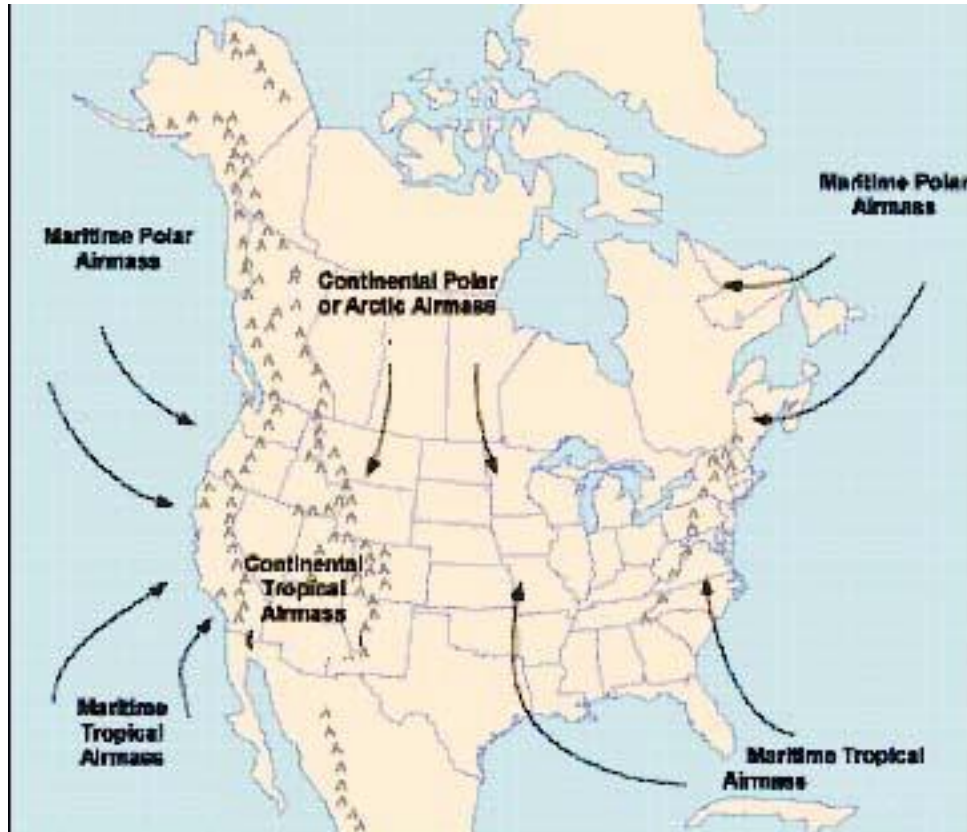 Maritime Polar
Airmass
Maritime Polar
Airmass
Continental Polar
or Arctic Airmass
Continental
Tropical
Airmass
Maritime
Tropical
Airmass
Maritime Tropical
Airmass